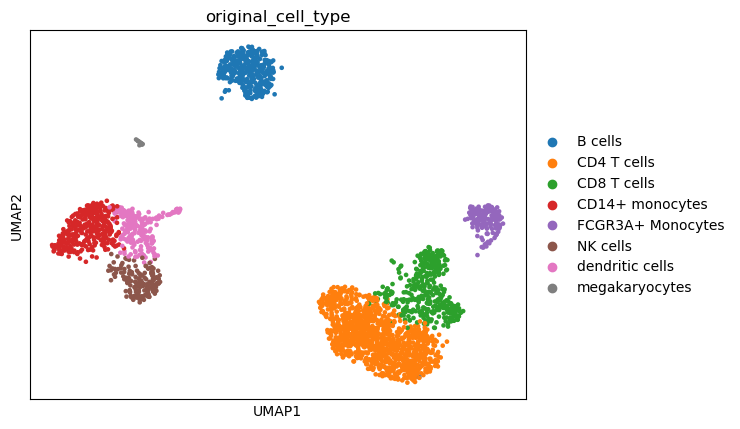 original_cell_type
UMAP2
UMAP1
B cells
CD4 T cells
CD8 T cells
CD14+ monocytes
FCGR3A+ Monocytes
NK cells
dendritic cells
megakaryocytes